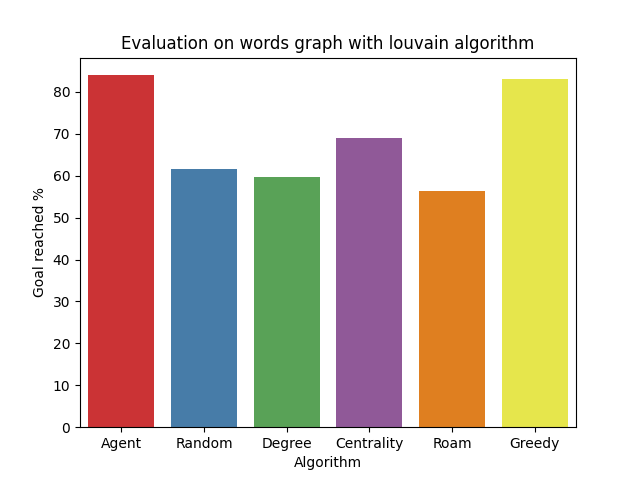 Evaluation on words graph with louvain algorithm
Goal reached %
80
70
60
50
40
30
20
10
0
Agent Random Degree Centrality Roam Greedy
Algorithm